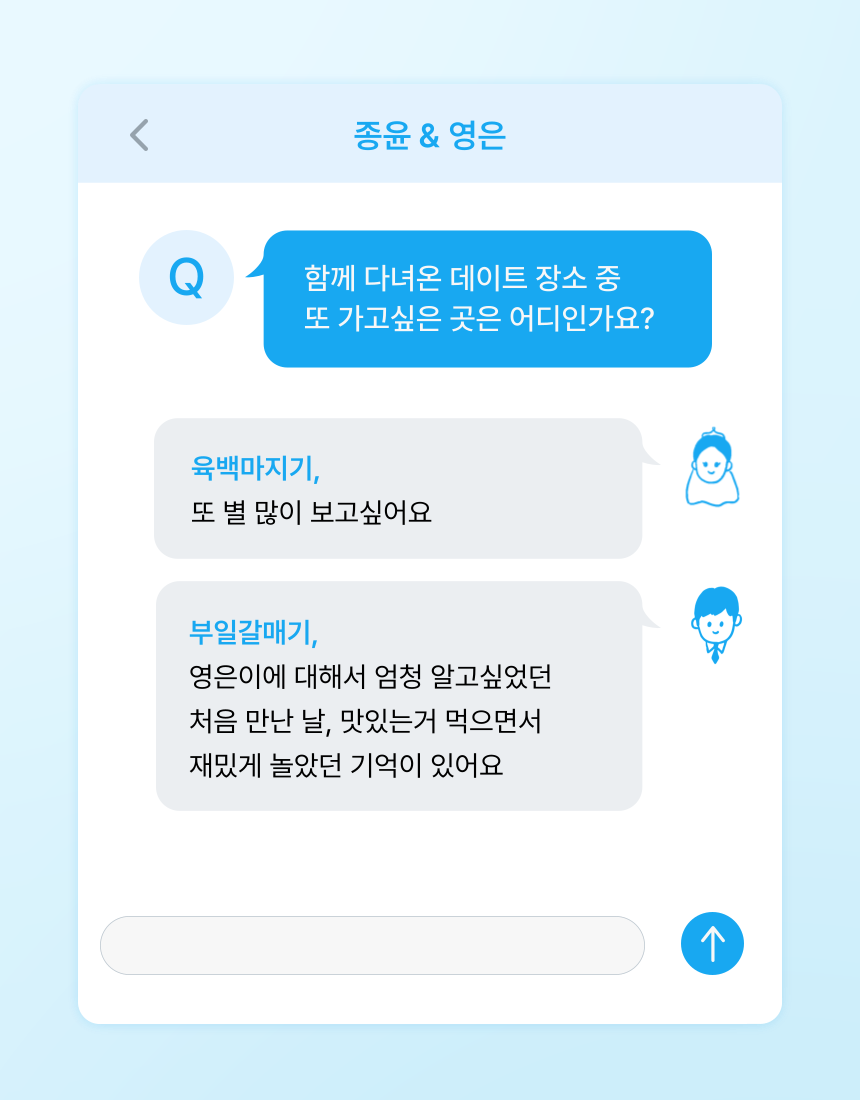 종윤 & 영은
Q
함께 다녀온 데이트 장소 중
또 가고싶은 곳은 어디인가요?
육백마지기,
또 별 많이 보고싶어요
부일갈매기,
영은이에 대해서 엄청 알고싶었던
처음 만난 날, 맛있는거 먹으면서
재밌게 놀았던 기억이 있어요